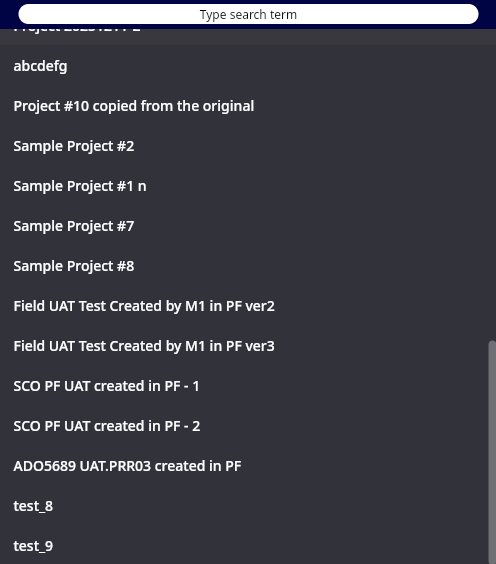 Type search term
abcdefg
Project #10 copied from the original
Sample Project #2
Sample Project #1 n
Sample Project #7
Sample Project #8
Field UAT Test Created by M1 in PF ver2
Field UAT Test Created by M1 in PF ver3
SCO PF UAT created in PF - 1
SCO PF UAT created in PF - 2
ADO5689 UAT.PRR03 created in PF
test_8
test_9